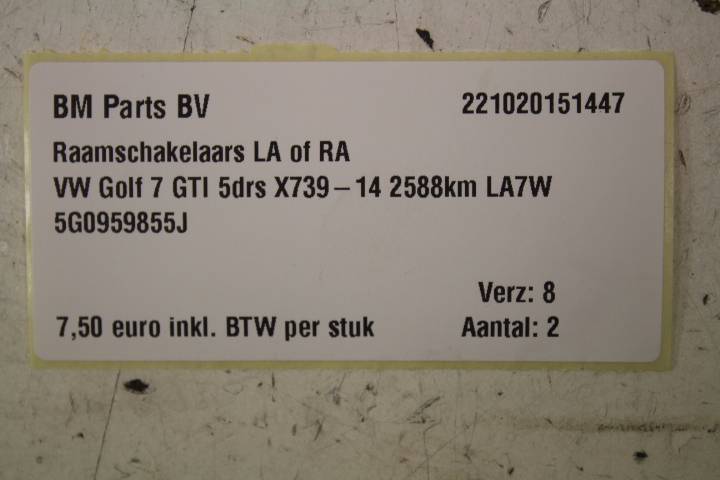 BM Parts BV 221020151447
Raamschakelaars LA of RA
VW Golf 7 GTI 5drs X739-14 2588km LA7W
5G0959855J
Verz: 8
7,50 euro inkl. BTW per stuk Aantal: 2